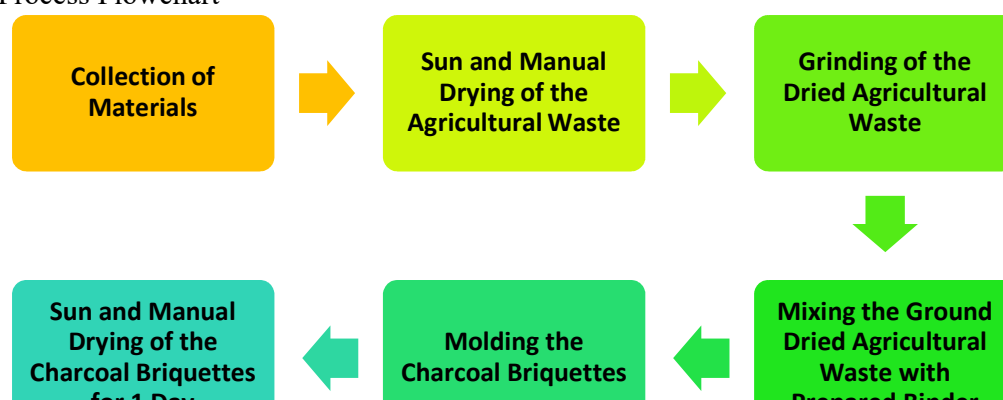 Process Flowchart
Collection of
Materials
Sun and Manual
Drying of the
Agricultural Waste
Grinding of the
Dried Agricultural
Waste
Sun and Manual
Drying of the
Charcoal Briquettes
for 1 Day
Molding the
Charcoal Briquettes
Mixing the Ground
Dried Agricultural
Waste with
Prepared Binder